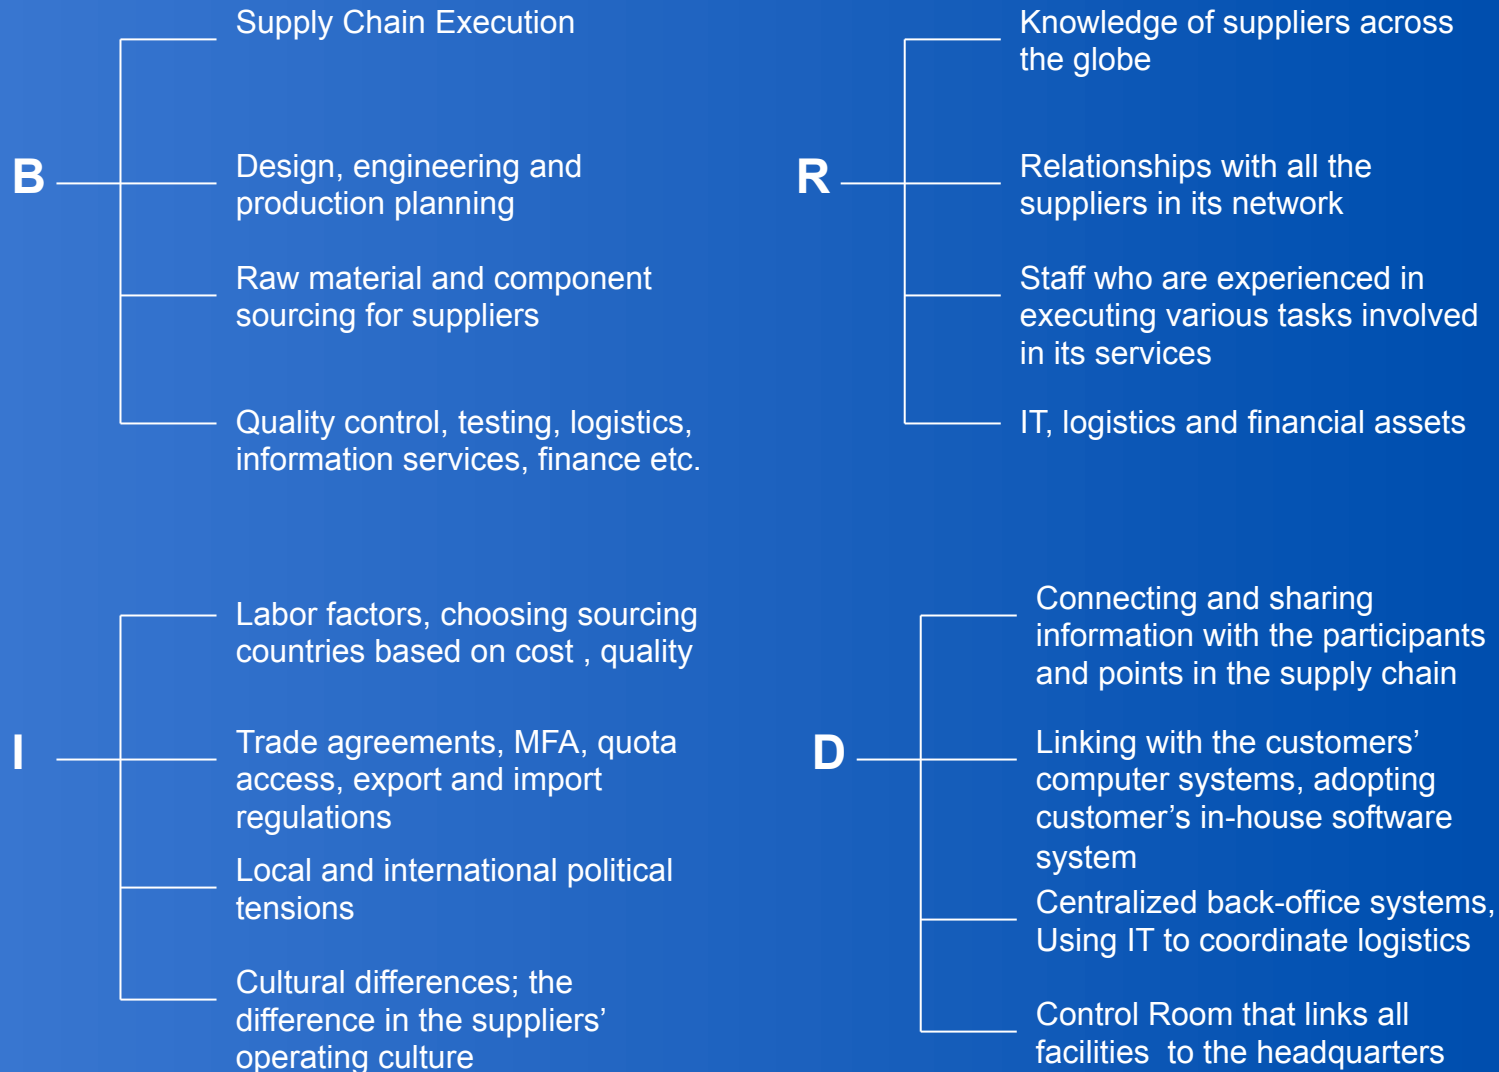 B
Supply Chain Execution
Design, engineering and
production planning
Raw material and component
sourcing for suppliers
Quality control, testing, logistics,
information services, finance etc.
R
Knowledge of suppliers across
the globe
Relationships with all the
suppliers in its network
Staff who are experienced in
executing various tasks involved
in its services
IT, logistics and financial assets
I
Labor factors, choosing sourcing
countries based on cost , quality
Trade agreements, MFA, quota
access, export and import
regulations
Local and international political
tensions
Cultural differences; the
difference in the suppliers’
operating culture
D
Connecting and sharing
information with the participants
and points in the supply chain
Linking with the customers’
computer systems, adopting
customer’s in-house software
system
Centralized back-office systems,
Using IT to coordinate logistics
Control Room that links all
facilities  to the headquarters